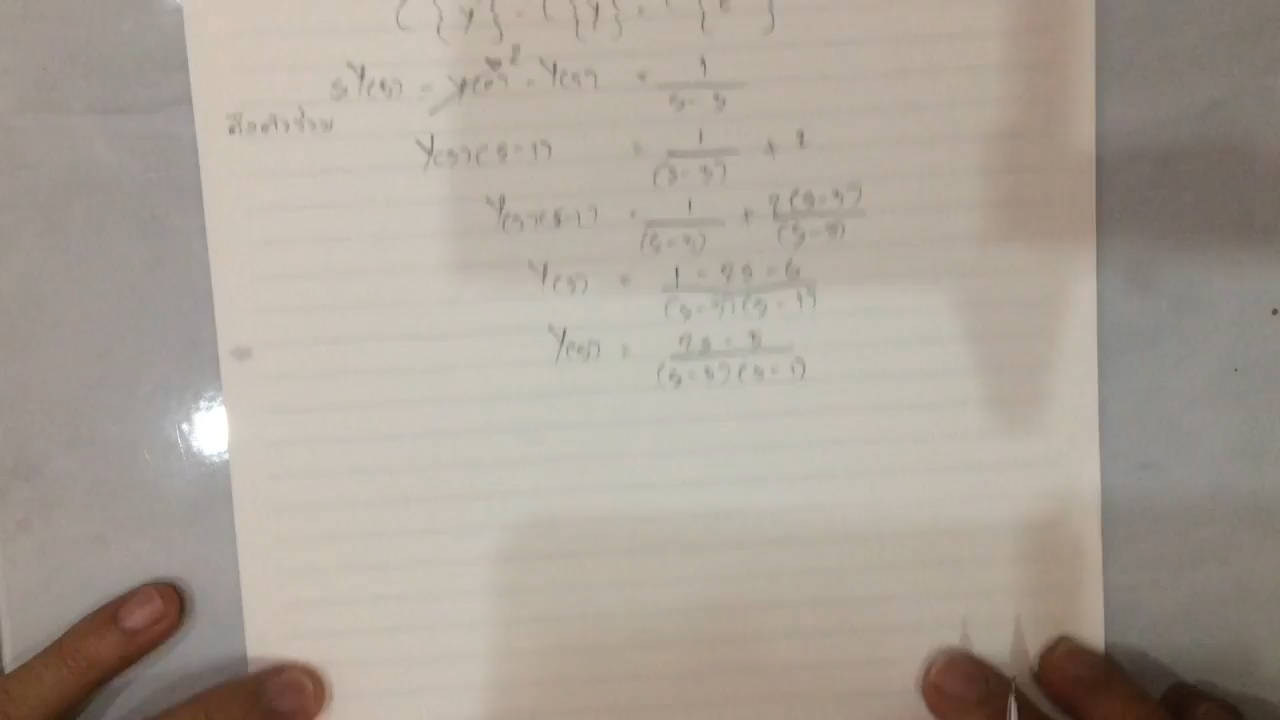 sY(s) - y(0) 2 - Y(s) = 1/(s-3)
Y(s)(s-1) = 1/(s-3) + 2
Y(s)(s-1) = 1/(s-3) + 2(s-3)/(s-3)
Y(s) = 1 - 2s - 6/(s-3)(s-1)
Y(s) = 2s - 5/(s-3)(s-1)